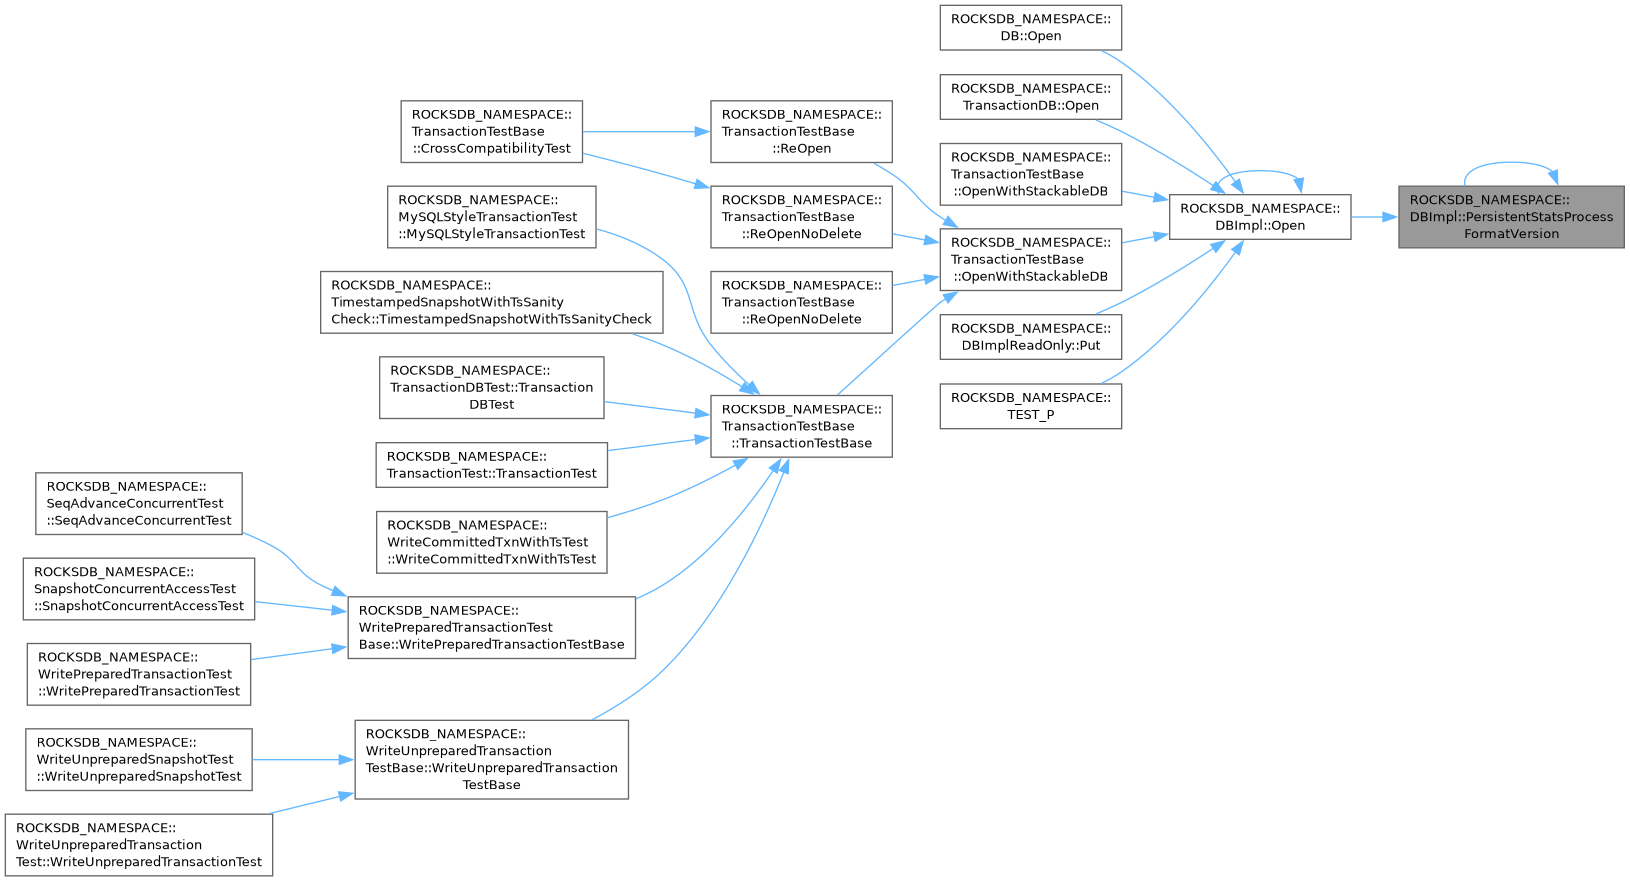 ROCKSDB_NAMESPACE::
DB::Open
ROCKSDB_NAMESPACE::
TransactionDB::Open
ROCKSDB_NAMESPACE::
TransactionTestBase
::CrossCompatibilityTest
ROCKSDB_NAMESPACE::
TransactionTestBase
::ReOpen
ROCKSDB_NAMESPACE::
TransactionTestBase
::OpenWithStackableDB
ROCKSDB_NAMESPACE::
MySQLStyleTransactionTest
::MySQLStyleTransactionTest
ROCKSDB_NAMESPACE::
TransactionTestBase
::ReOpenNoDelete
ROCKSDB_NAMESPACE::
DBImpl::Open
ROCKSDB_NAMESPACE::
DBImpl::PersistentStatsProcess
FormatVersion
ROCKSDB_NAMESPACE::
TransactionTestBase
::OpenWithStackableDB
ROCKSDB_NAMESPACE::
TimestampedSnapshotWithTsSanity
Check::TimestampedSnapshotWithTsSanityCheck
ROCKSDB_NAMESPACE::
TransactionTestBase
::ReOpenNoDelete
ROCKSDB_NAMESPACE::
DBImplReadOnly::Put
ROCKSDB_NAMESPACE::
TransactionDBTest::Transaction
DBTest
ROCKSDB_NAMESPACE::
TEST_P
ROCKSDB_NAMESPACE::
TransactionTestBase
::TransactionTestBase
ROCKSDB_NAMESPACE::
TransactionTest::TransactionTest
ROCKSDB_NAMESPACE::
SeqAdvanceConcurrentTest
::SeqAdvanceConcurrentTest
ROCKSDB_NAMESPACE::
WriteCommittedTxnWithTsTest
::WriteCommittedTxnWithTsTest
ROCKSDB_NAMESPACE::
SnapshotConcurrentAccessTest
::SnapshotConcurrentAccessTest
ROCKSDB_NAMESPACE::
WritePreparedTransactionTest
Base::WritePreparedTransactionTestBase
ROCKSDB_NAMESPACE::
WritePreparedTransactionTest
::WritePreparedTransactionTest
ROCKSDB_NAMESPACE::
WriteUnpreparedSnapshotTest
::WriteUnpreparedSnapshotTest
ROCKSDB_NAMESPACE::
WriteUnpreparedTransaction
TestBase::WriteUnpreparedTransaction
TestBase
ROCKSDB_NAMESPACE::
WriteUnpreparedTransaction
Test::WriteUnpreparedTransactionTest